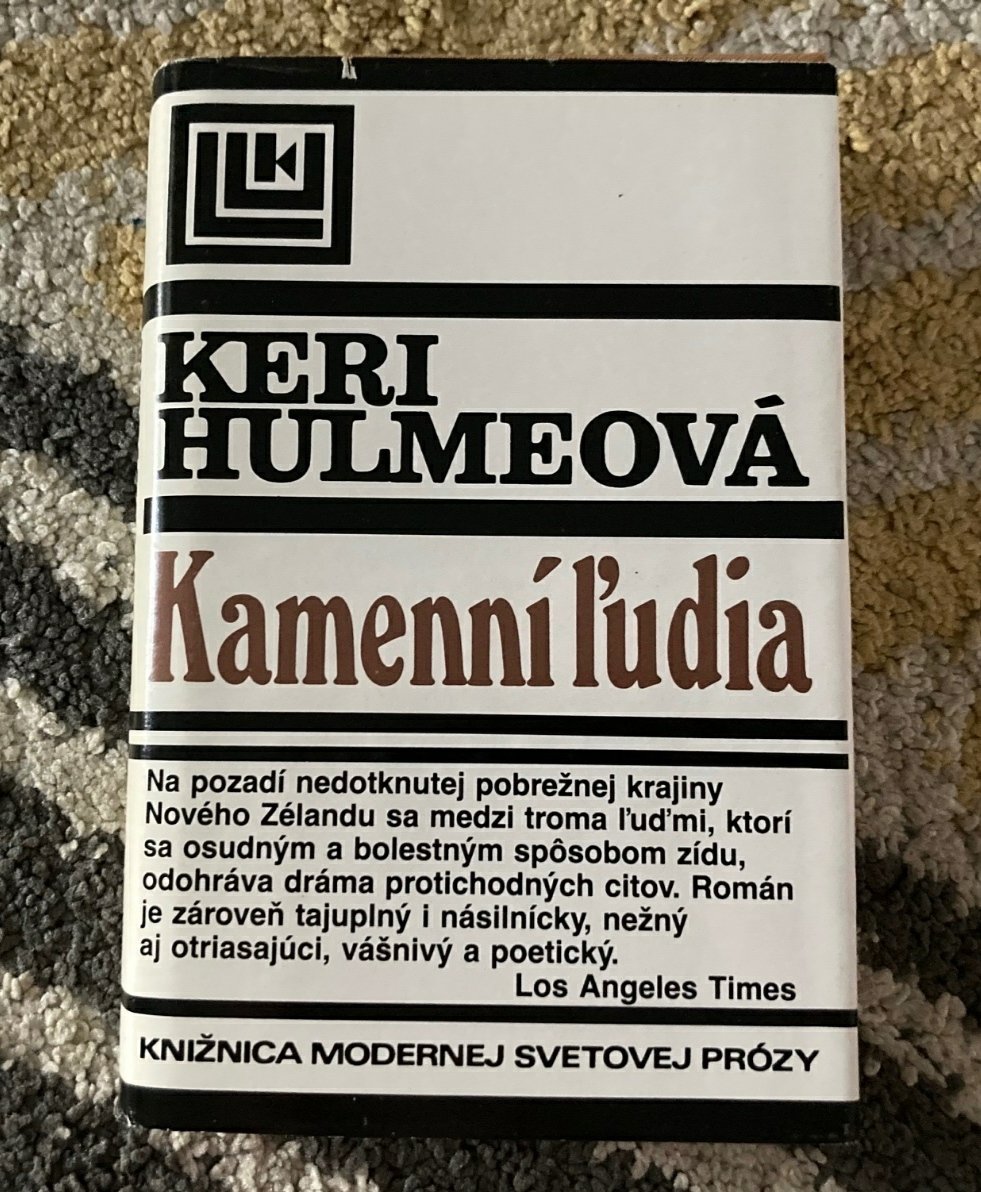 KERI
HULMEOVÁ
Kamenní ľudia
Na pozadí nedotknutej pobrežnej krajiny
Nového Zélandu sa medzi troma ľuďmi, ktorí
sa osudným a bolestným spôsobom zídu,
odohráva dráma protichodných citov. Román
je zároveň tajuplný i násilnícky, nežný
aj otriasajúci, vášnivý a poetický.
Los Angeles Times
KNIŽNICA MODERNEJ SVETOVEJ PRÓZY